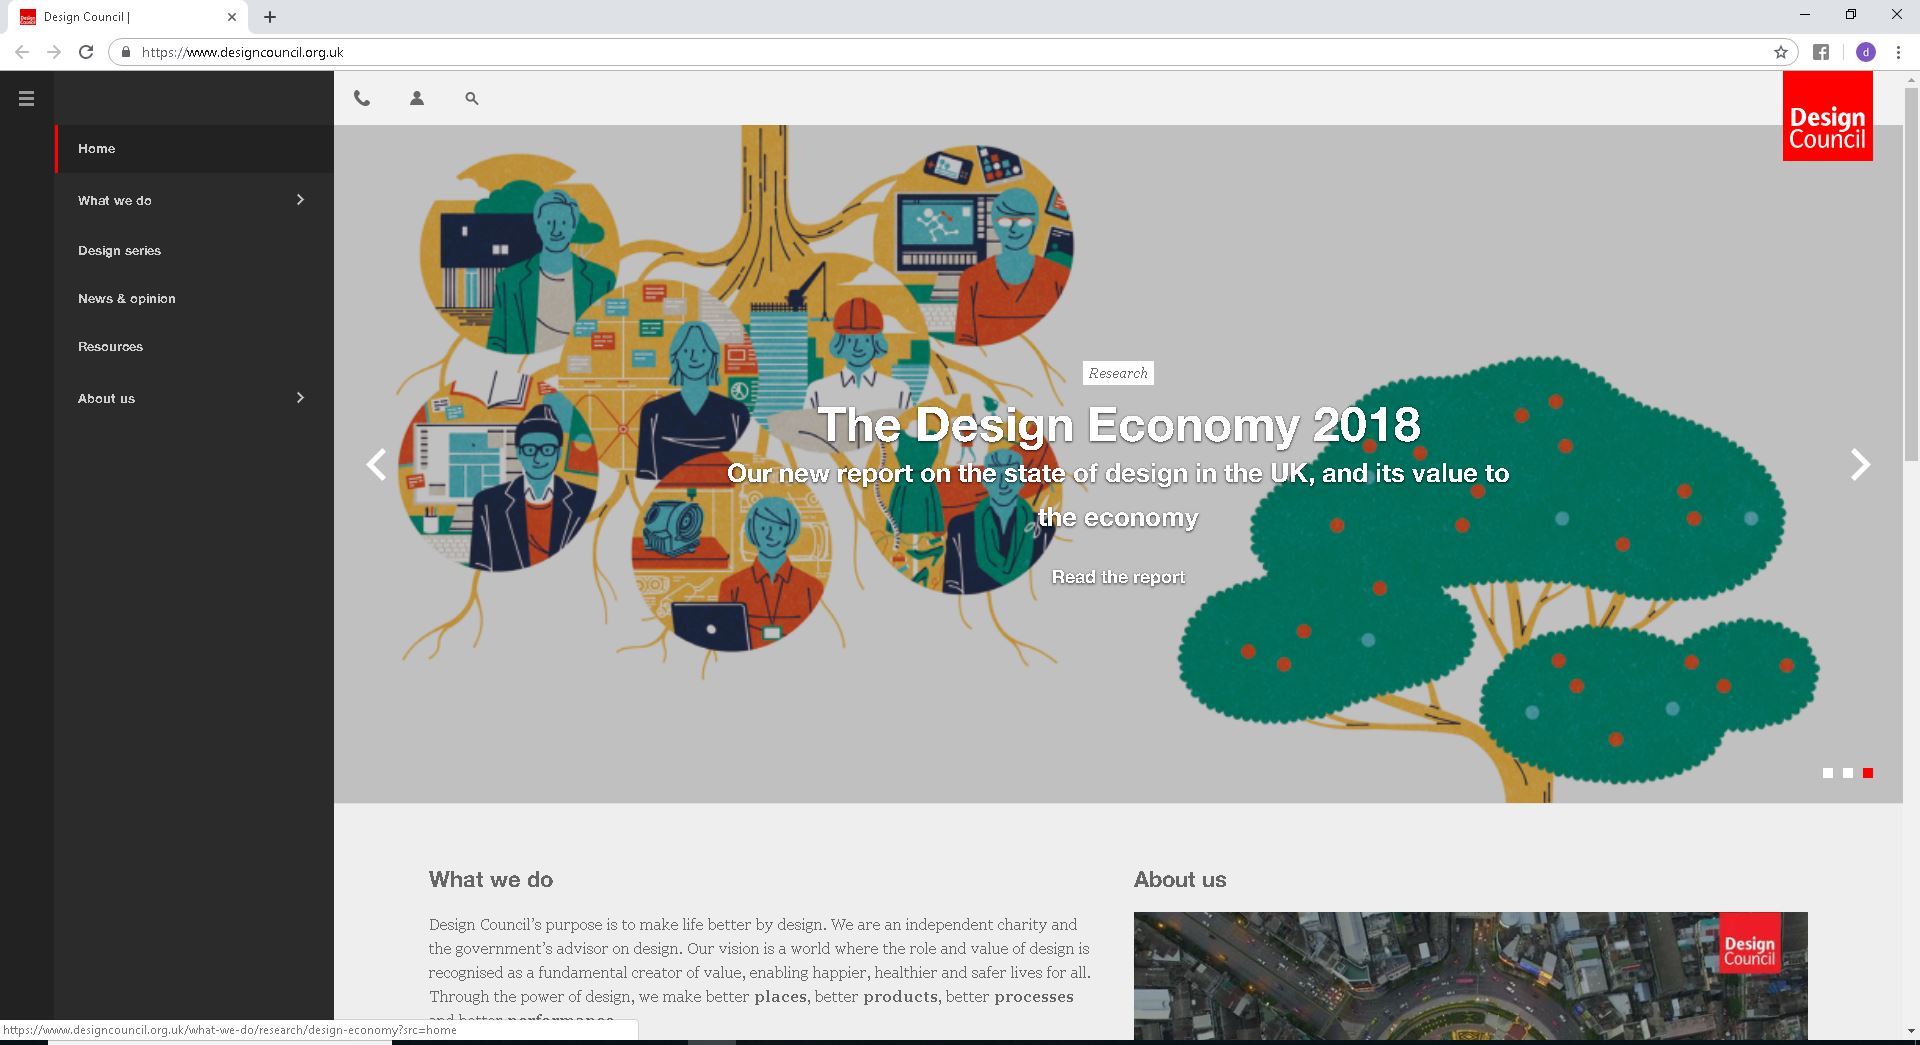 Design Council |
https://www.designcouncil.org.uk
d
Design
Council
Home
What we do
Design series
News & opinion
Resources
About us
Research
The Design Economy 2018
Our new report on the state of design in the UK, and its value to
the economy
Read the report
What we do
Design Council’s purpose is to make life better by design. We are an independent charity and
the government’s advisor on design. Our vision is a world where the role and value of design is
recognised as a fundamental creator of value, enabling happier, healthier and safer lives for all.
Through the power of design, we make better places, better products, better processes
and better performance
About us
Design
Council
https://www.designcouncil.org.uk/what-we-do/research/design-economy?src=home